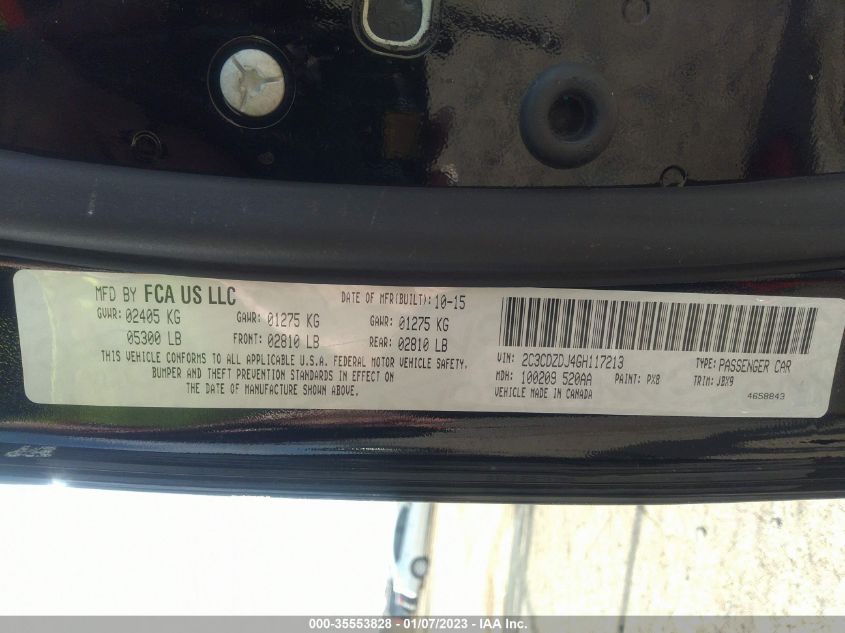 MFD BY FCA US LLC
DATE OF MFR(BUILT): 10-15
GVWR: 02405 KG
GAWR: 01275 KG
GAWR: 01275 KG
05300 LB
FRONT: 02810 LB
REAR: 02810 LB
THIS VEHICLE CONFORMS TO ALL APPLICABLE U.S.A. FEDERAL MOTOR VEHICLE SAFETY,
BUMPER AND THEFT PREVENTION STANDARDS IN EFFECT ON
THE DATE OF MANUFACTURE SHOWN ABOVE.
VIN: 2C3CDZDJ4GH117213
TYPE: PASSENGER CAR
MDH: 100209 520AA
PAINT: PX8
TRIM: JBX9
VEHICLE MADE IN CANADA
4658843
000-35553828 - 01/07/2023 - IAA Inc.